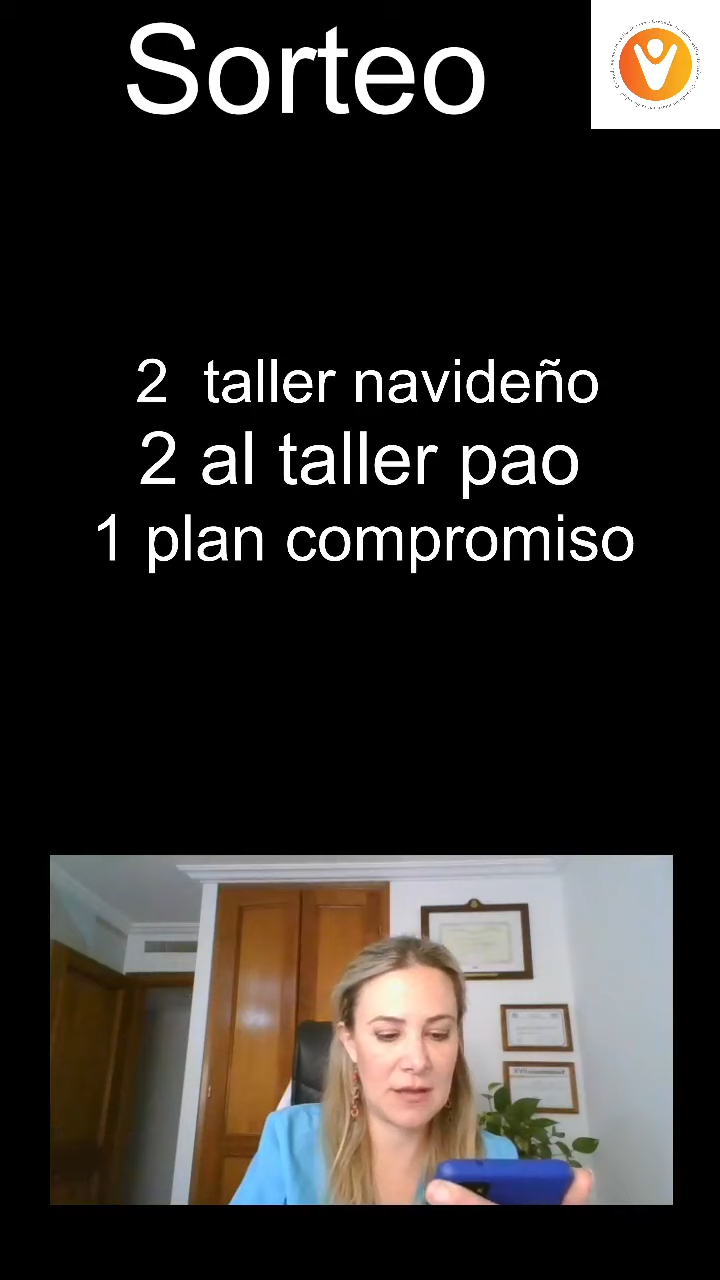 Sorteo
2 taller navideño
2 al taller pao
1 plan compromiso